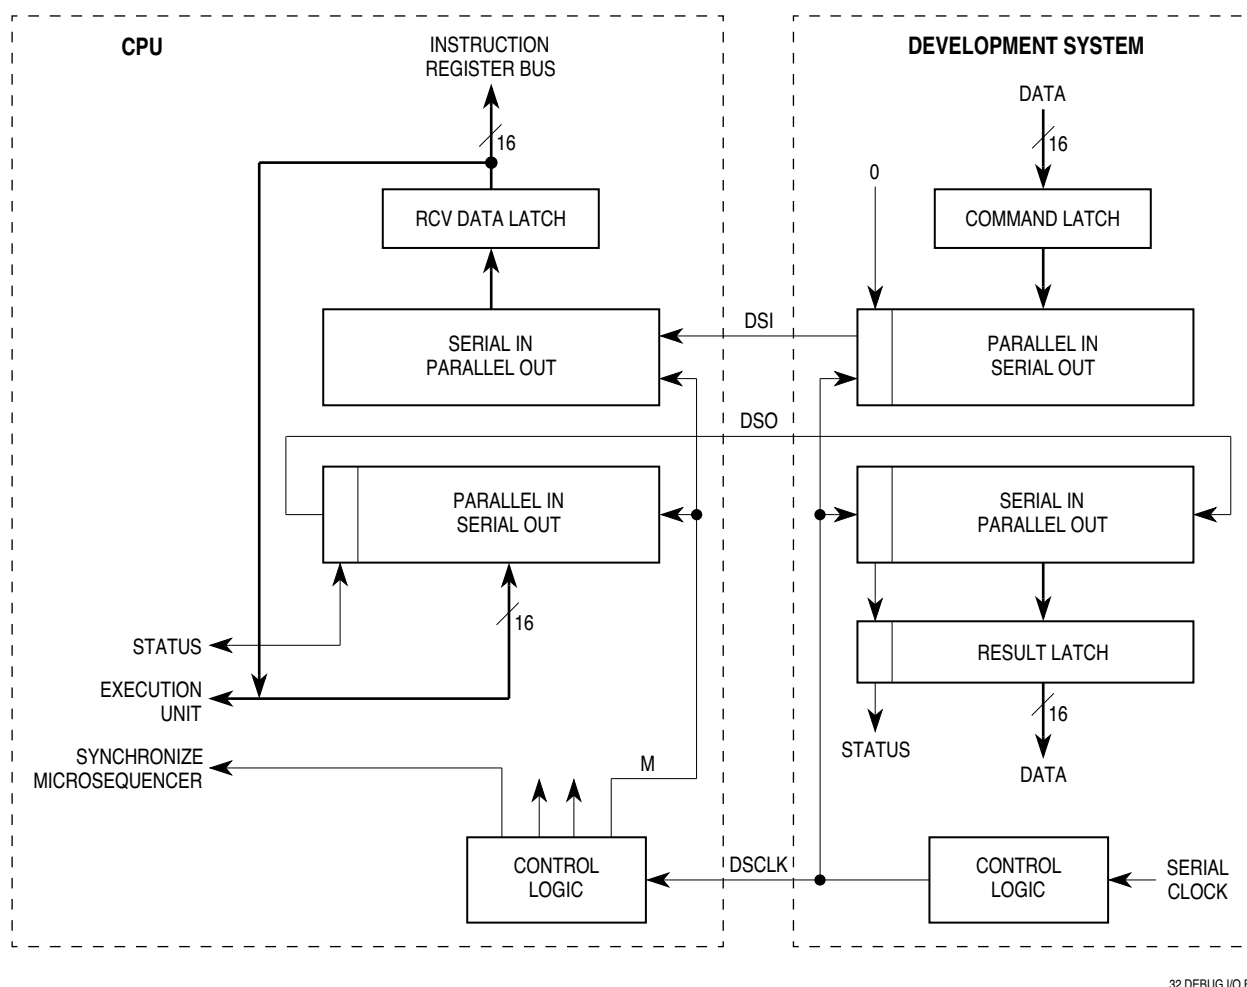 CPU
INSTRUCTION
REGISTER BUS
16
RCV DATA LATCH
SERIAL IN
PARALLEL OUT
PARALLEL IN
SERIAL OUT
16
STATUS
EXECUTION
UNIT
SYNCHRONIZE
MICROSEQUENCER
M
CONTROL
LOGIC
DSI
DSO
DSCLK
DEVELOPMENT SYSTEM
DATA
16
0
COMMAND LATCH
PARALLEL IN
SERIAL OUT
SERIAL IN
PARALLEL OUT
RESULT LATCH
16
STATUS
DATA
CONTROL
LOGIC
SERIAL
CLOCK
32 DEBUG I/O